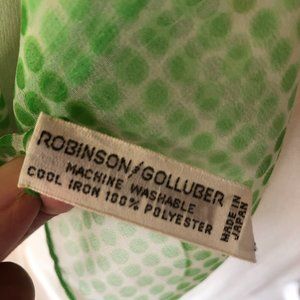 ROBINSON & GOLLUBER
MACHINE WASHABLE
COOL IRON 100% POLYESTER
MADE IN
JAPAN